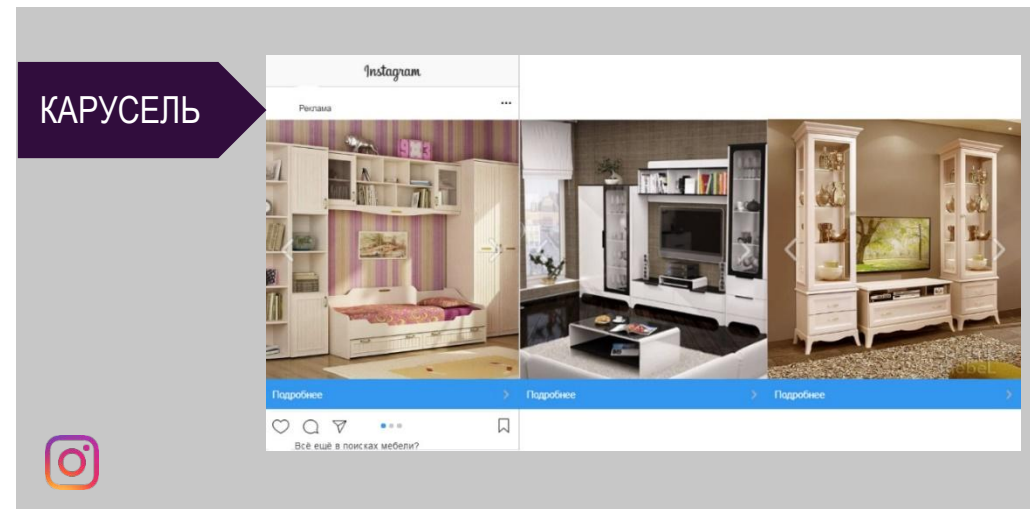 КАРУСЕЛЬ
Instagram
Реклама
Подробнее
Подробнее
Подробнее
Всё ещё в поисках мебели?